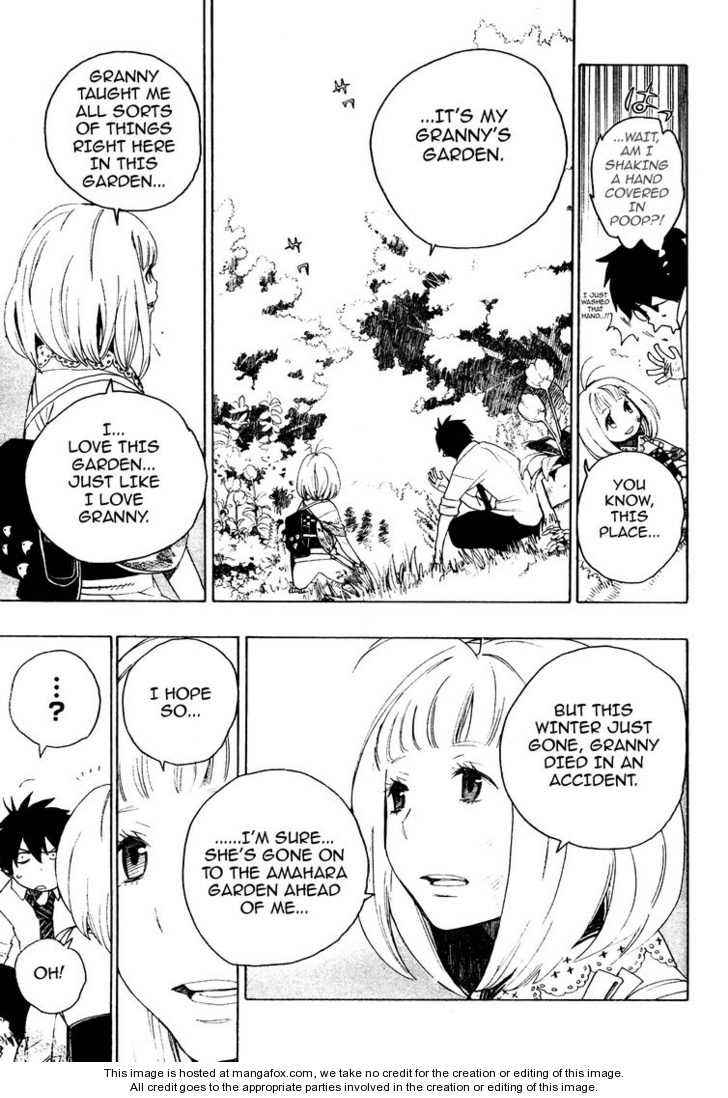 はっ
...WAIT,
AM I
SHAKING
A HAND
COVERED
IN
POOP?!
I JUST
WASHED
THAT
HAND...!!
YOU
KNOW,
THIS
PLACE...
...IT'S MY
GRANNY'S
GARDEN.
GRANNY
TAUGHT ME
ALL SORTS
OF THINGS
RIGHT HERE
IN THIS
GARDEN...
I...
LOVE THIS
GARDEN...
JUST LIKE
I LOVE
GRANNY.
BUT THIS
WINTER JUST
GONE, GRANNY
DIED IN AN
ACCIDENT.
......I'M SURE...
SHE'S GONE ON
TO THE AMAHARA
GARDEN AHEAD
OF ME...
I HOPE
SO...
...?
OH!
This image is hosted at mangafox.com, we take no credit for the creation or editing of this image.
All credit goes to the appropriate parties involved in the creation or editing of this image.